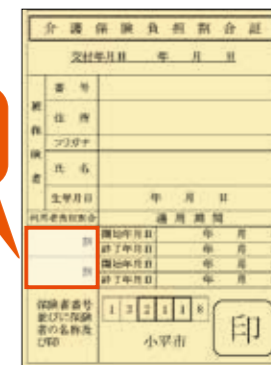 介護保険負担割合証
交付年月日 年 月 日
被保険者
番号
住所
フリガナ
氏名
生年月日 年 月 日
利用者負担割合 適用期間
割 開始年月日 年 月
終了年月日 年 月
割 開始年月日 年 月
終了年月日 年 月
保険者番号
並びに保険
者の名称及
び印
1 3 2 1 1 8
小平市
印